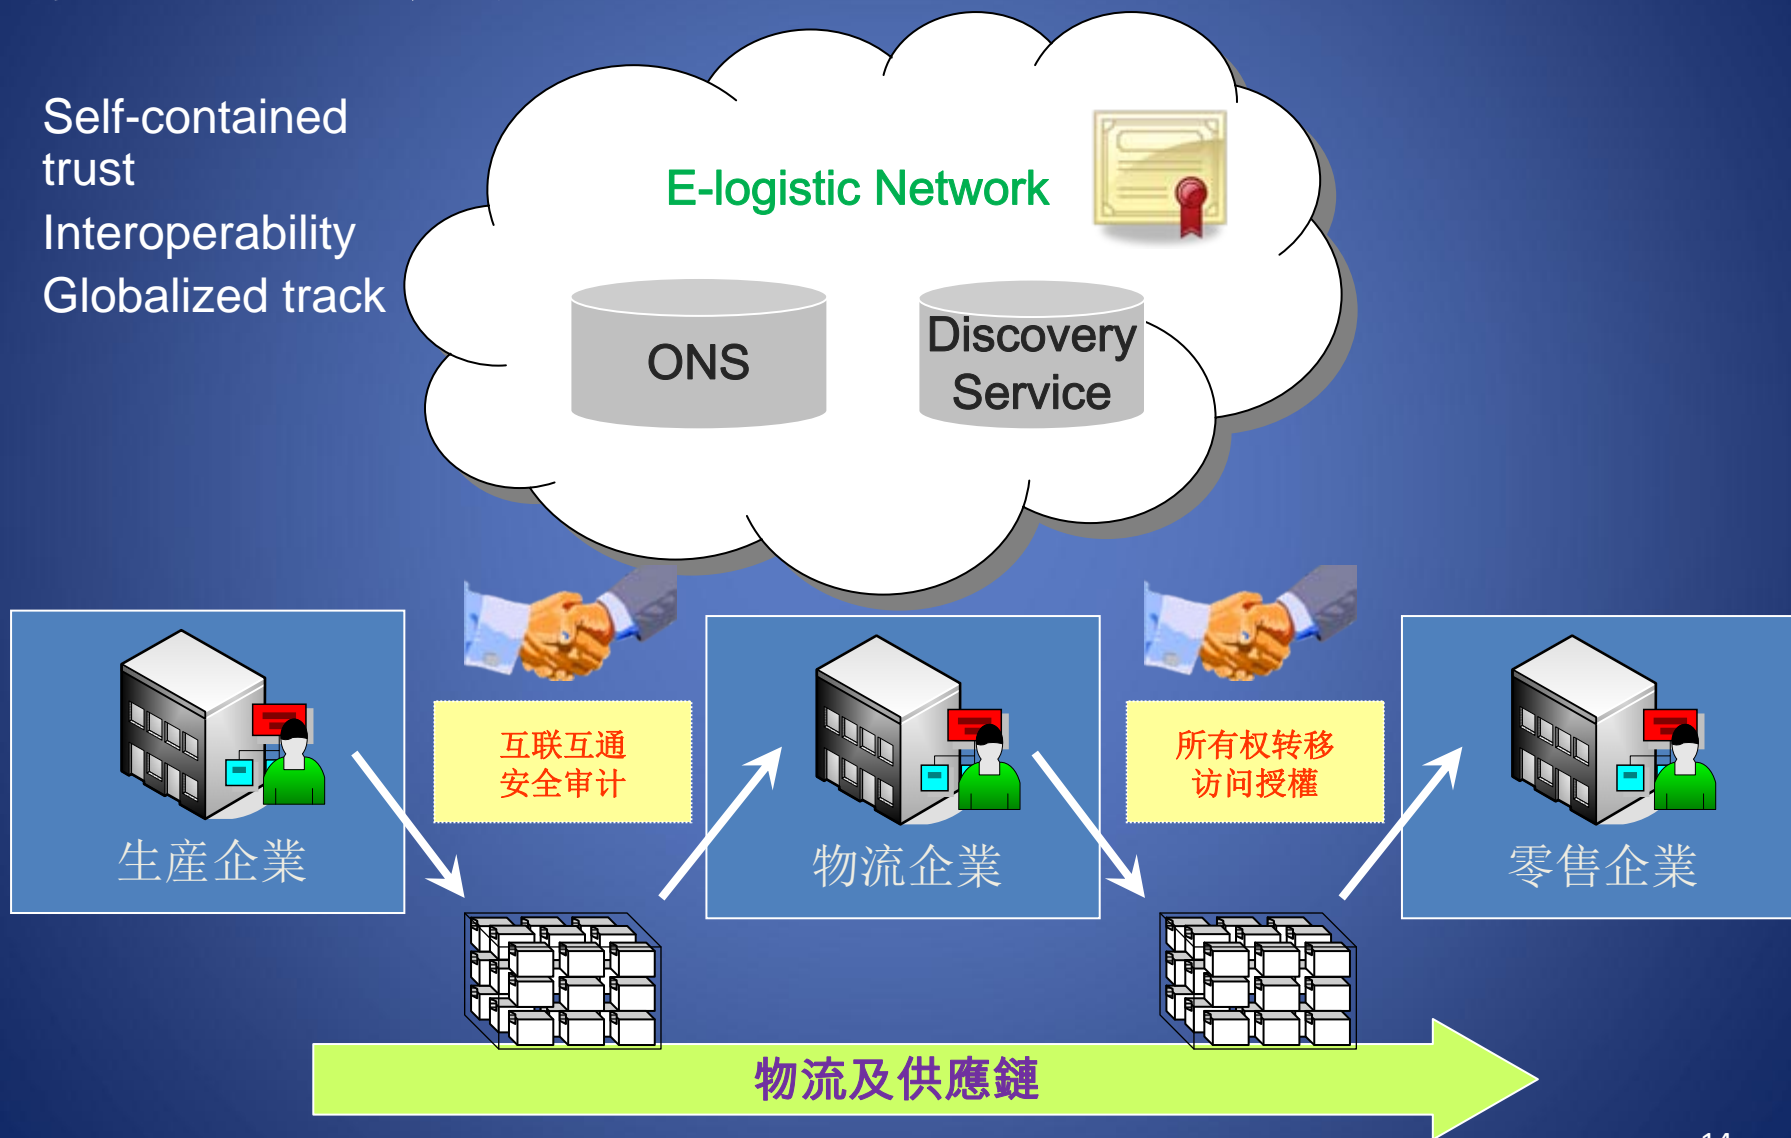 Self-contained
trust
Interoperability
Globalized track
E-logistic Network
ONS
Discovery
Service
互联互通
安全审计
所有权转移
访问授權
生産企業
物流企業
零售企業
物流及供應鏈